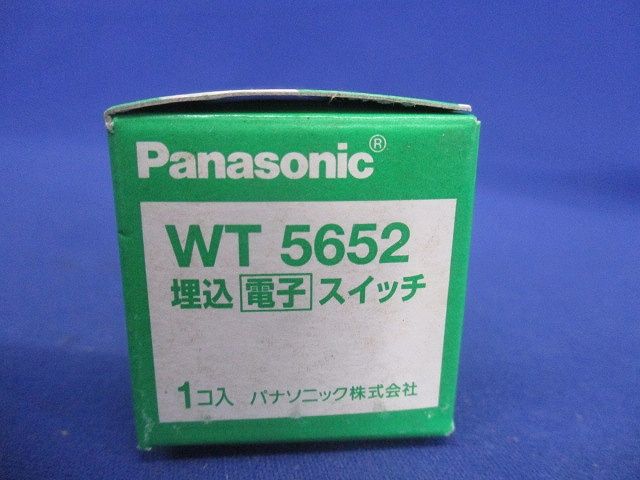 Panasonic®
WT 5652
埋込 電子 スイッチ
1コ入 パナソニック株式会社